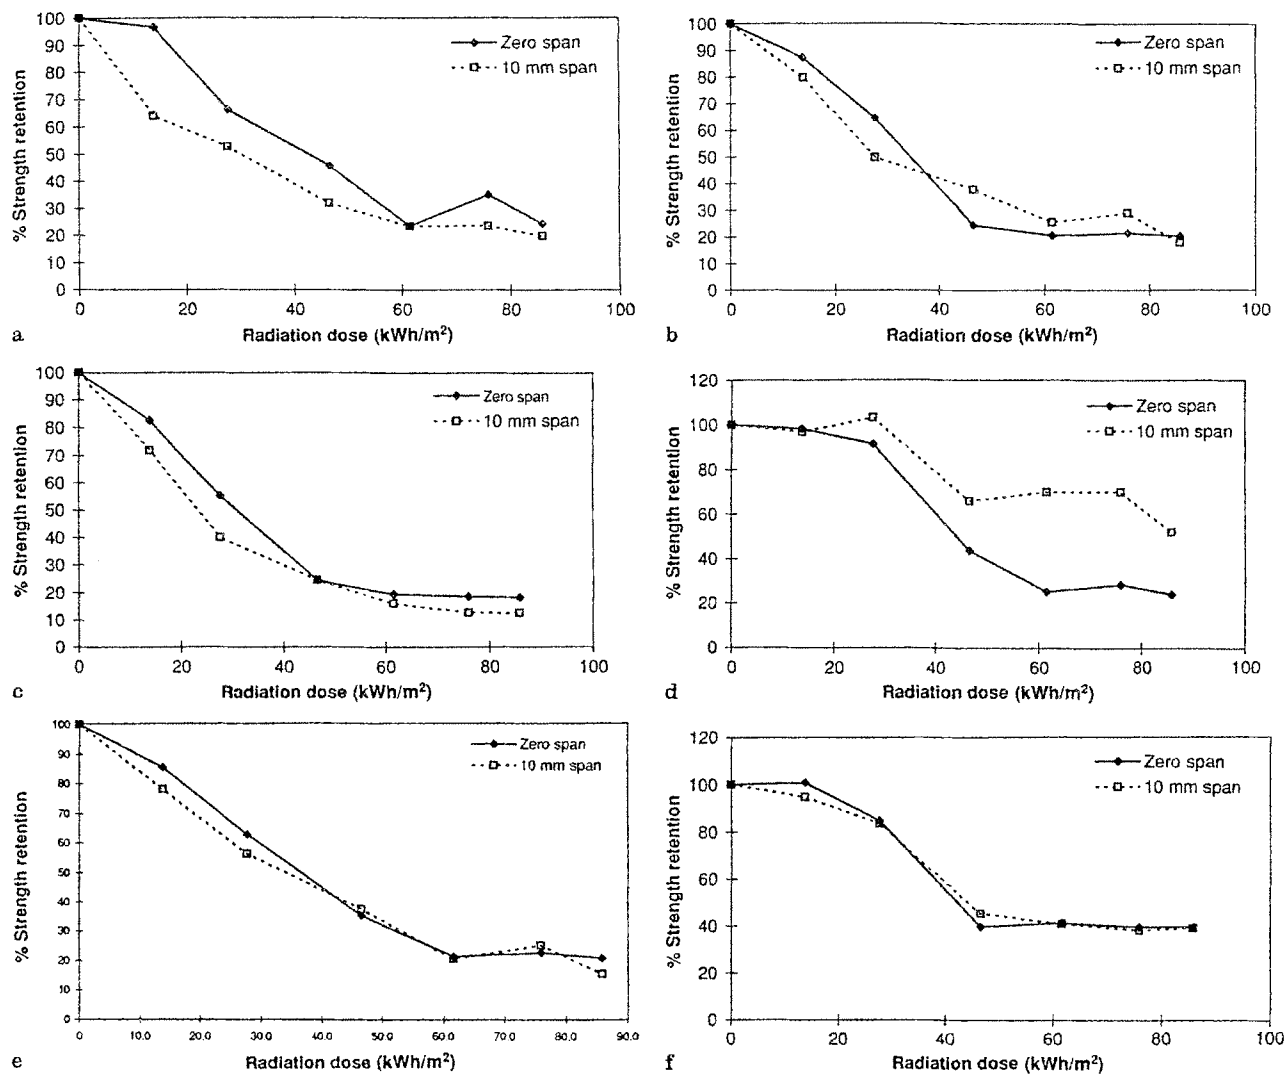 100
90
80
70
60
50
40
30
20
10
0
% Strength retention
Zero span
10 mm span
0 20 40 60 80 100
Radiation dose (kWh/m²)
a
100
90
80
70
60
50
40
30
20
10
0
% Strength retention
Zero span
10 mm span
0 20 40 60 80 100
Radiation dose (kWh/m²)
b
100
90
80
70
60
50
40
30
20
10
0
% Strength retention
Zero span
10 mm span
0 20 40 60 80 100
Radiation dose (kWh/m²)
c
120
100
80
60
40
20
0
% Strength retention
Zero span
10 mm span
0 20 40 60 80 100
Radiation dose (kWh/m²)
d
100
90
80
70
60
50
40
30
20
10
0
% Strength retention
Zero span
10 mm span
0 10.0 20.0 30.0 40.0 50.0 60.0 70.0 80.0 90.0
Radiation dose (kWh/m²)
e
120
100
80
60
40
20
0
% Strength retention
Zero span
10 mm span
0 20 40 60 80 100
Radiation dose (kWh/m²)
f